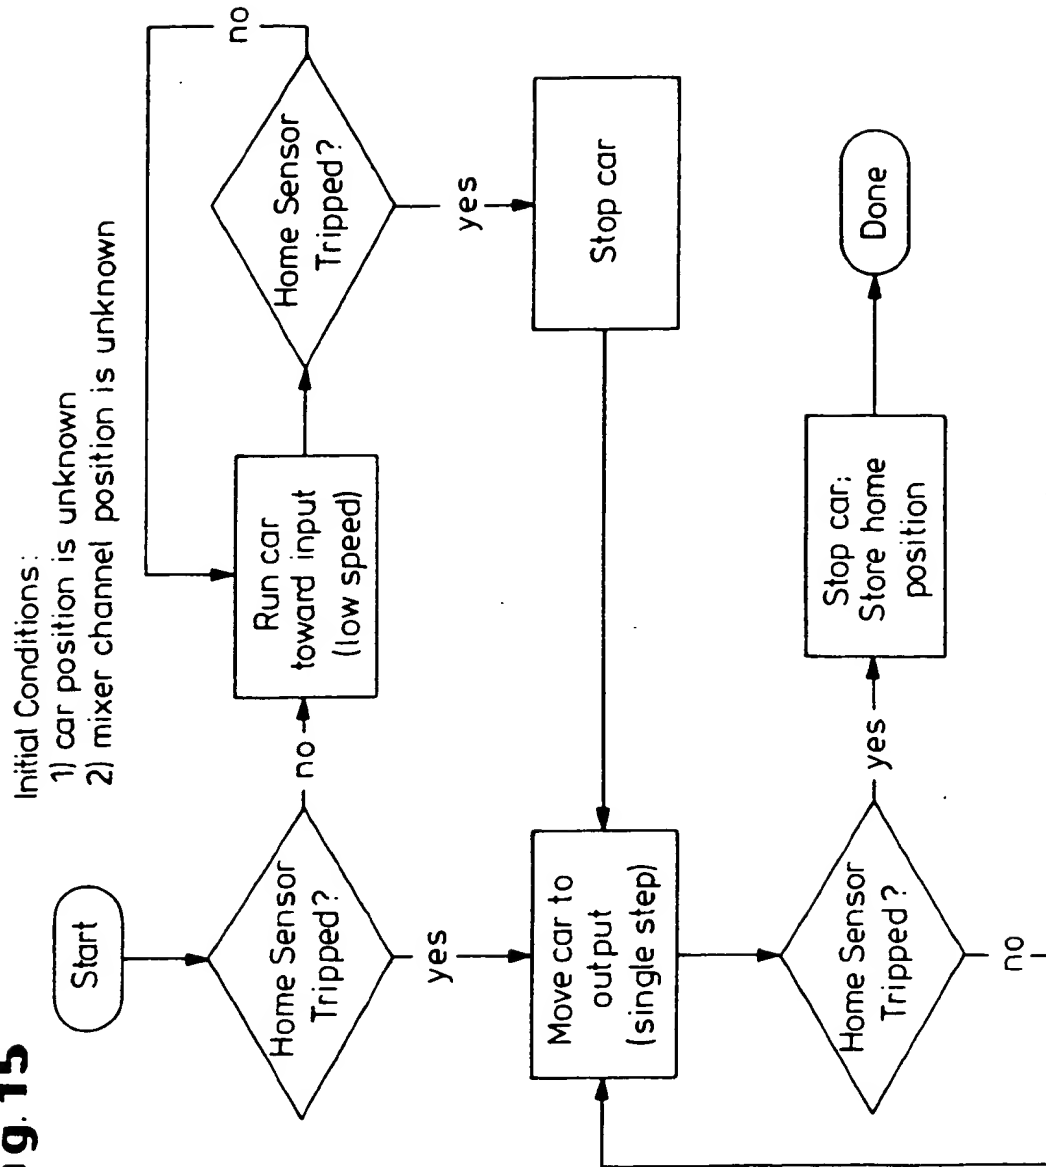 g. 15
Initial Conditions:
1) car position is unknown
2) mixer channel position is unknown
Start
Home Sensor
Tripped?
no
yes
Run car
toward input
(low speed)
Home Sensor
Tripped?
no
yes
Stop car
Move car to
output
(single step)
Home Sensor
Tripped?
yes
no
Stop car;
Store home
position
Done